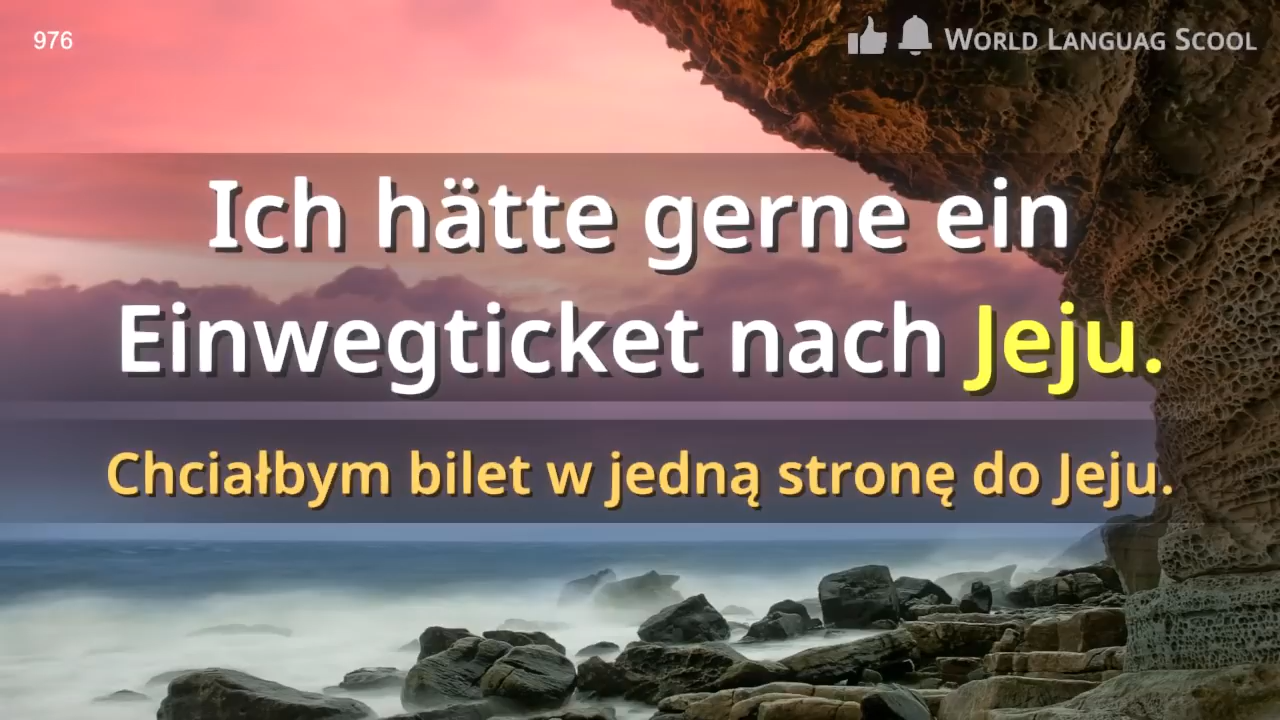 976
World Languag Scool
Ich hätte gerne ein
Einwegticket nach Jeju.
Chciałbym bilet w jedną stronę do Jeju.